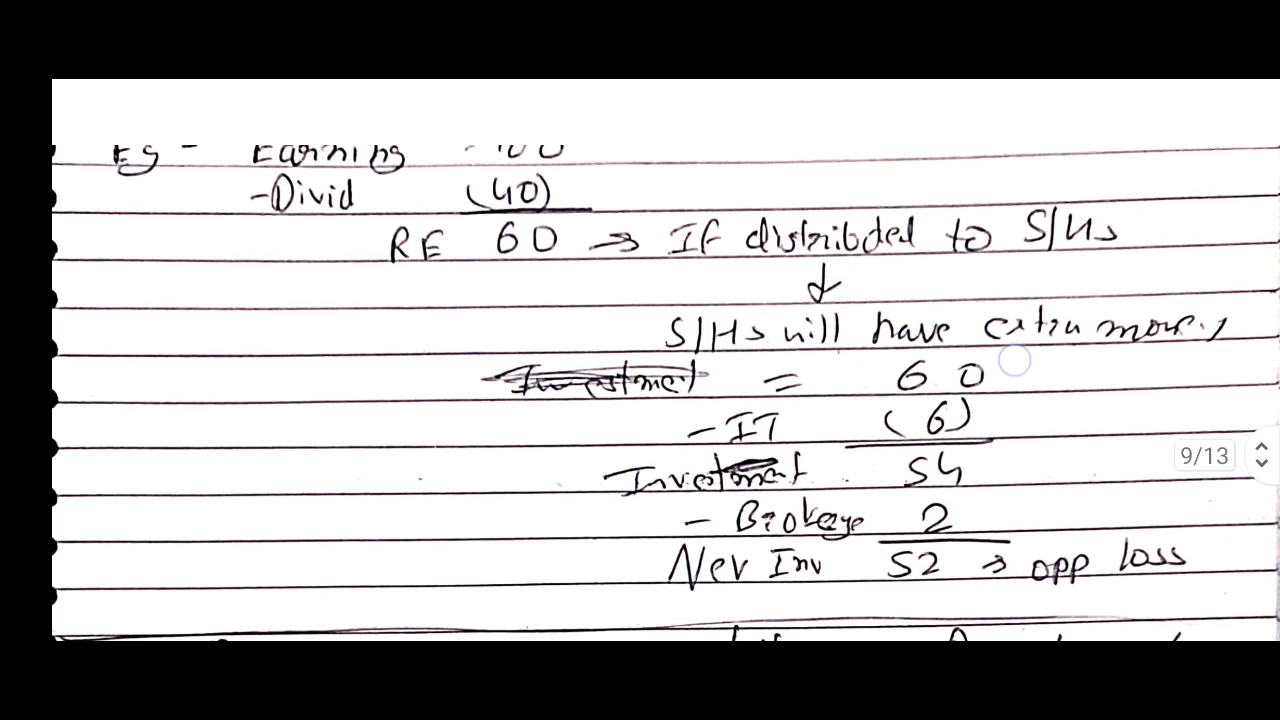 Eg - Earning 100
-Divid (40)
RE 60 → If distributed to S/Hs
S/Hs will have extra money
Investment = 60
- IT (6)
Investment 54
- Brokerage 2
Net Inv 52 → opp loss
9/13